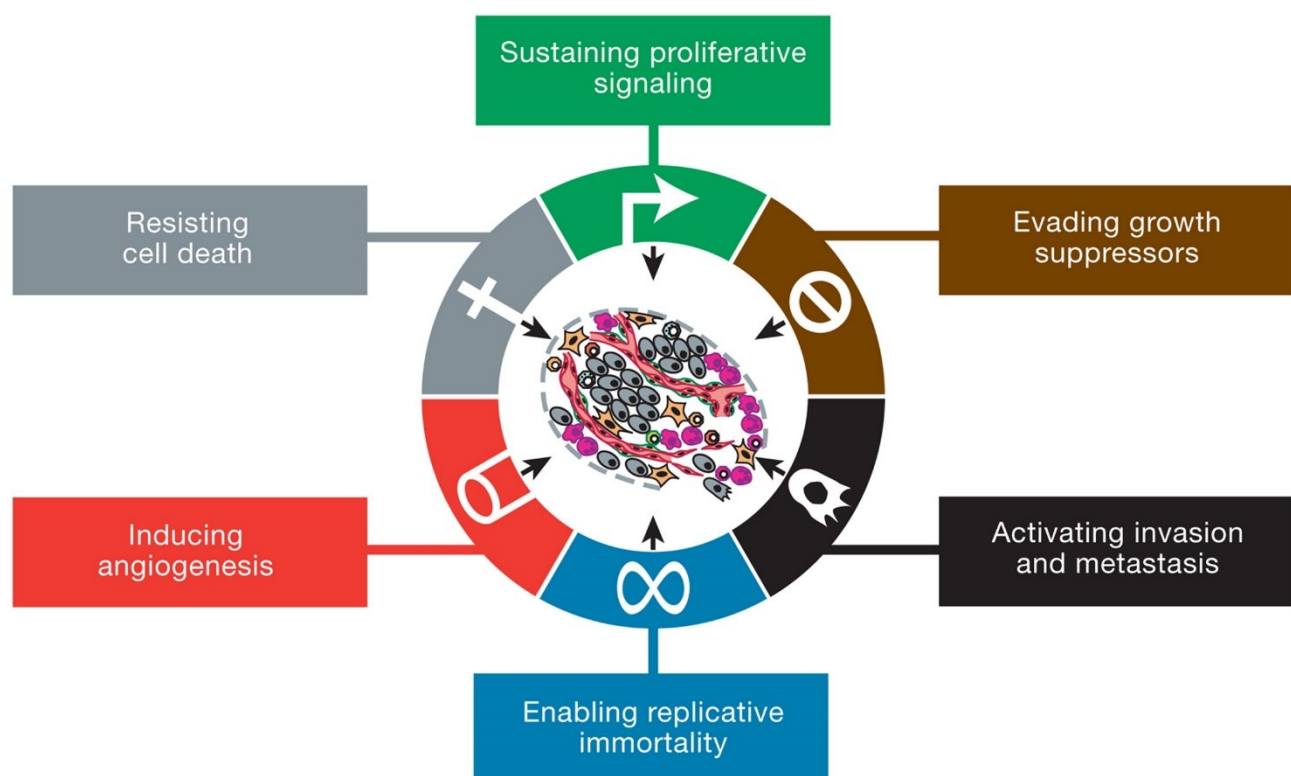 Sustaining proliferative
signaling
Resisting
cell death
Evading growth
suppressors
Inducing
angiogenesis
Activating invasion
and metastasis
Enabling replicative
immortality